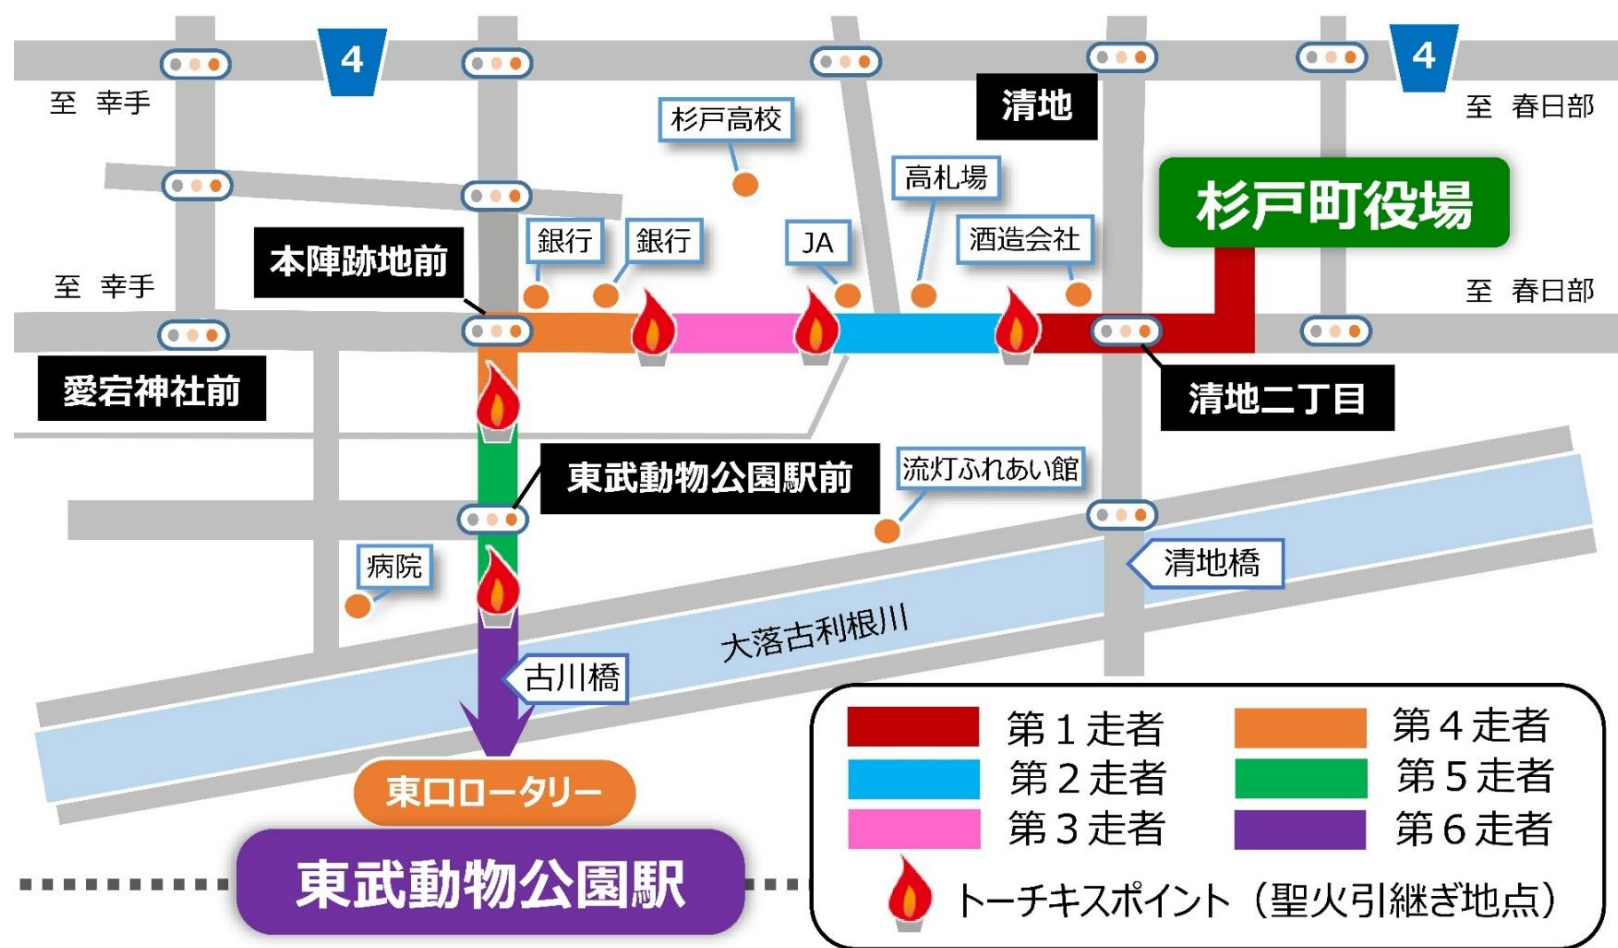 4
4
至 幸手
至 春日部
清地
杉戸高校
高札場
杉戸町役場
銀行
銀行
JA
酒造会社
本陣跡地前
至 幸手
至 春日部
愛宕神社前
清地二丁目
東武動物公園駅前
流灯ふれあい館
病院
清地橋
大落古利根川
古川橋
東口ロータリー
東武動物公園駅
第1走者
第4走者
第2走者
第5走者
第3走者
第6走者
トーチキスポイント（聖火引継ぎ地点）